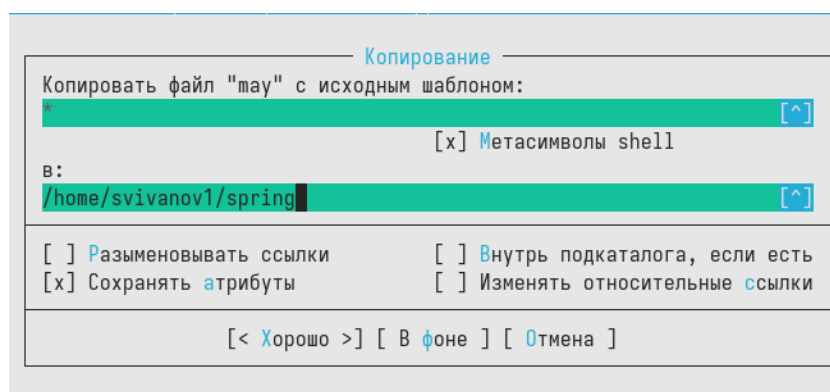 Копирование
Копировать файл "may" с исходным шаблоном:
* [^]
[x] Метасимволы shell
в:
/home/svivanov1/spring [^]
[ ] Разыменовывать ссылки [ ] Внутрь подкаталога, если есть
[x] Сохранять атрибуты [ ] Изменять относительные ссылки
[< Хорошо >] [ В фоне ] [ Отмена ]